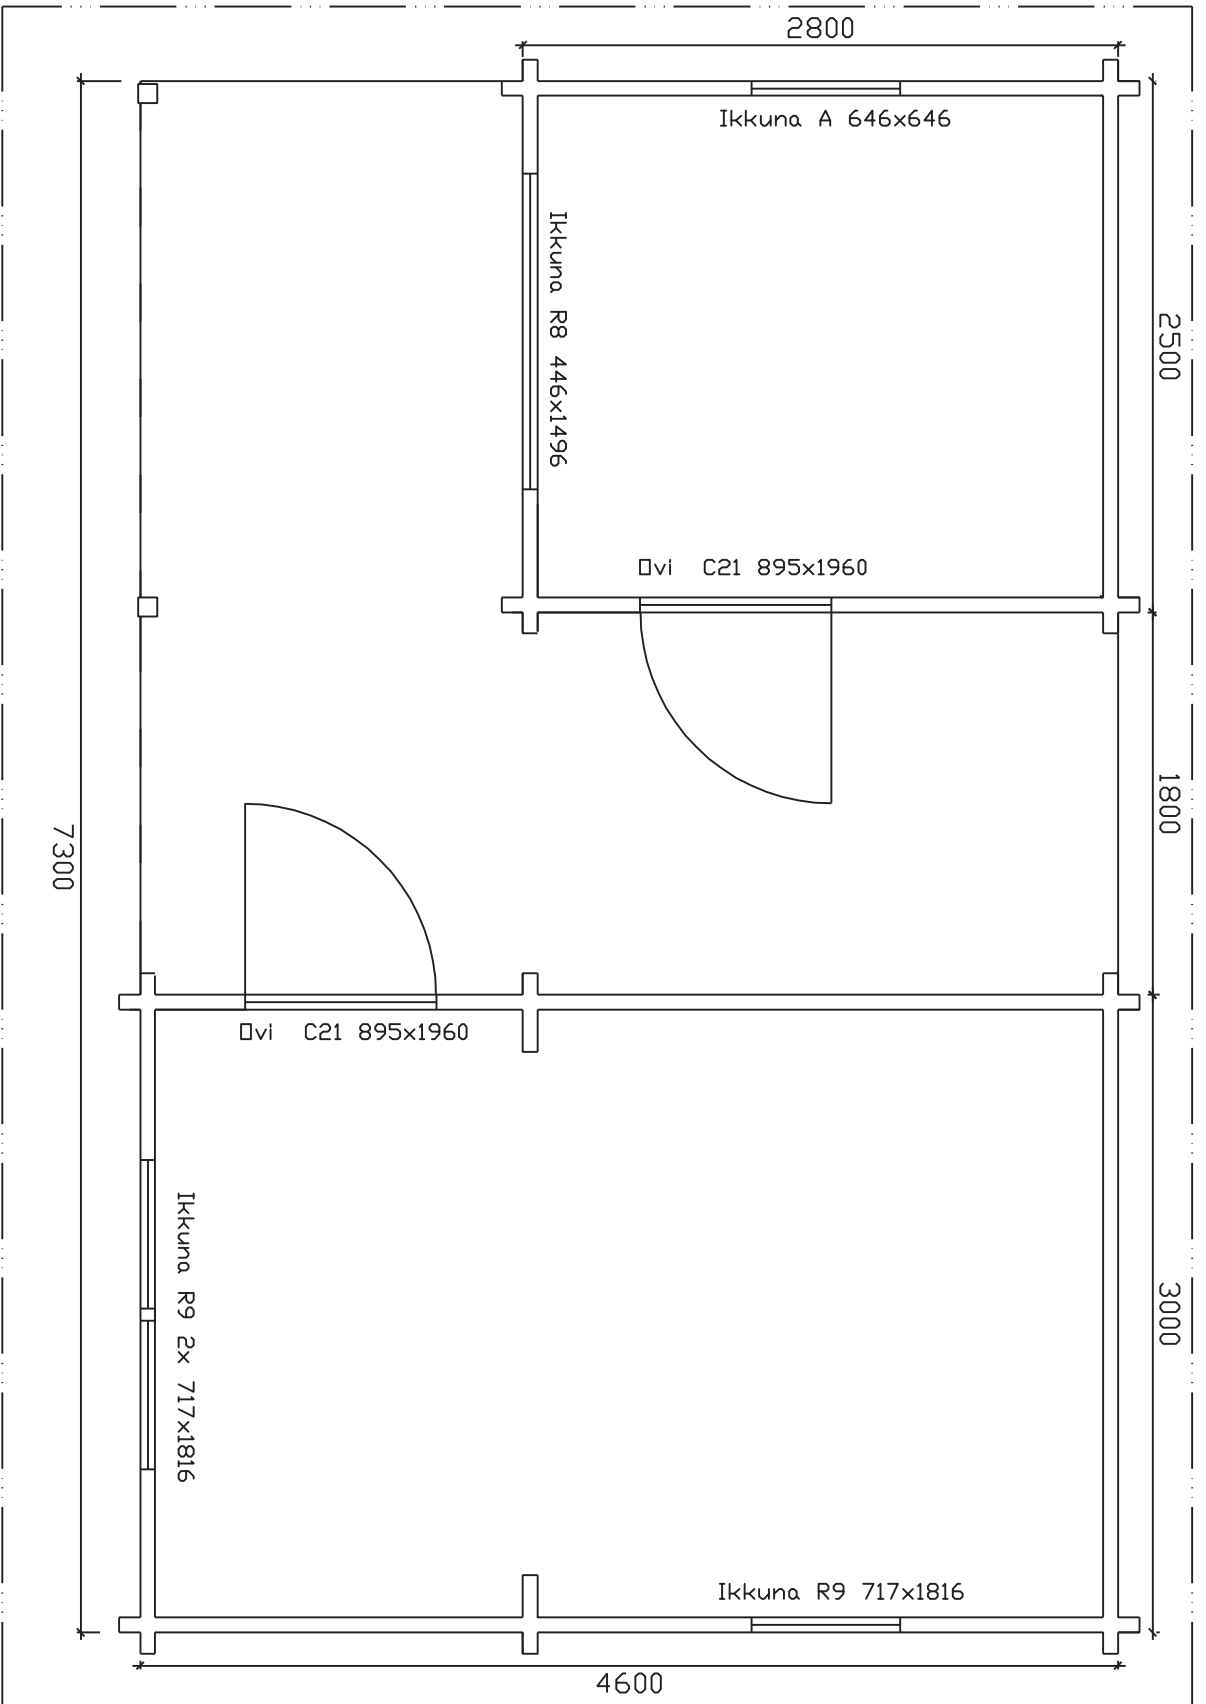 2800
Ikkuna A 646x646
Ikkuna R8 446x1496
2500
Ovi C21 895x1960
1800
7300
Ovi C21 895x1960
Ikkuna R9 2x 717x1816
3000
Ikkuna R9 717x1816
4600